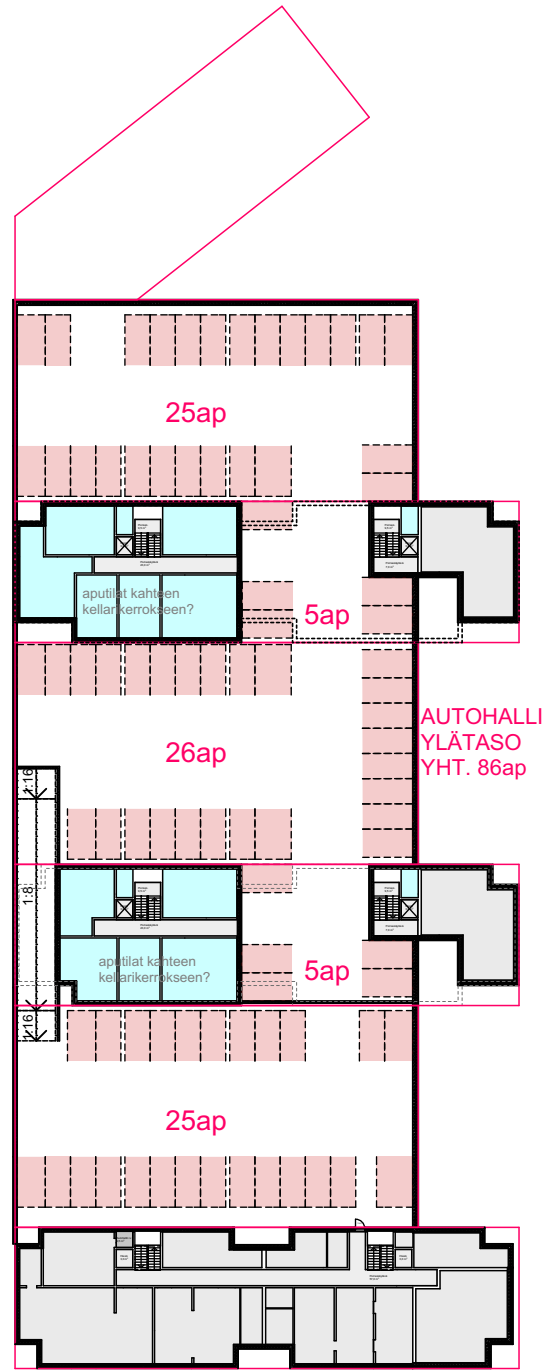 25ap
aputilat kahteen
kellarikerrokseen?
5ap
AUTOHALLI
YLÄTASO
YHT. 86ap
26ap
1:16
1:8
aputilat kahteen
kellarikerrokseen?
5ap
1:16
25ap